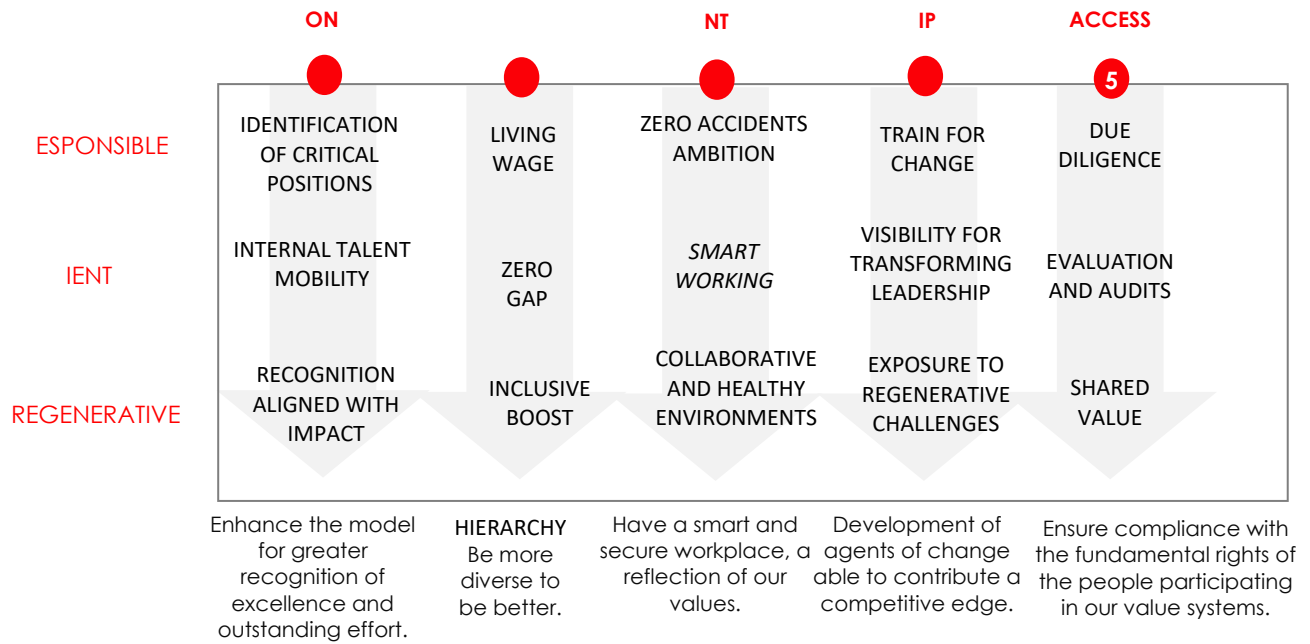 ON
NT
IP
ACCESS
5
ESPONSIBLE
IDENTIFICATION
OF CRITICAL
POSITIONS
LIVING
WAGE
ZERO ACCIDENTS
AMBITION
TRAIN FOR
CHANGE
DUE
DILIGENCE
IENT
INTERNAL TALENT
MOBILITY
ZERO
GAP
SMART
WORKING
VISIBILITY FOR
TRANSFORMING
LEADERSHIP
EVALUATION
AND AUDITS
REGENERATIVE
RECOGNITION
ALIGNED WITH
IMPACT
INCLUSIVE
BOOST
COLLABORATIVE
AND HEALTHY
ENVIRONMENTS
EXPOSURE TO
REGENERATIVE
CHALLENGES
SHARED
VALUE
Enhance the model
for greater
recognition of
excellence and
outstanding effort.
HIERARCHY
Be more
diverse to
be better.
Have a smart and
secure workplace, a
reflection of our
values.
Development of
agents of change
able to contribute a
competitive edge.
Ensure compliance with
the fundamental rights of
the people participating
in our value systems.